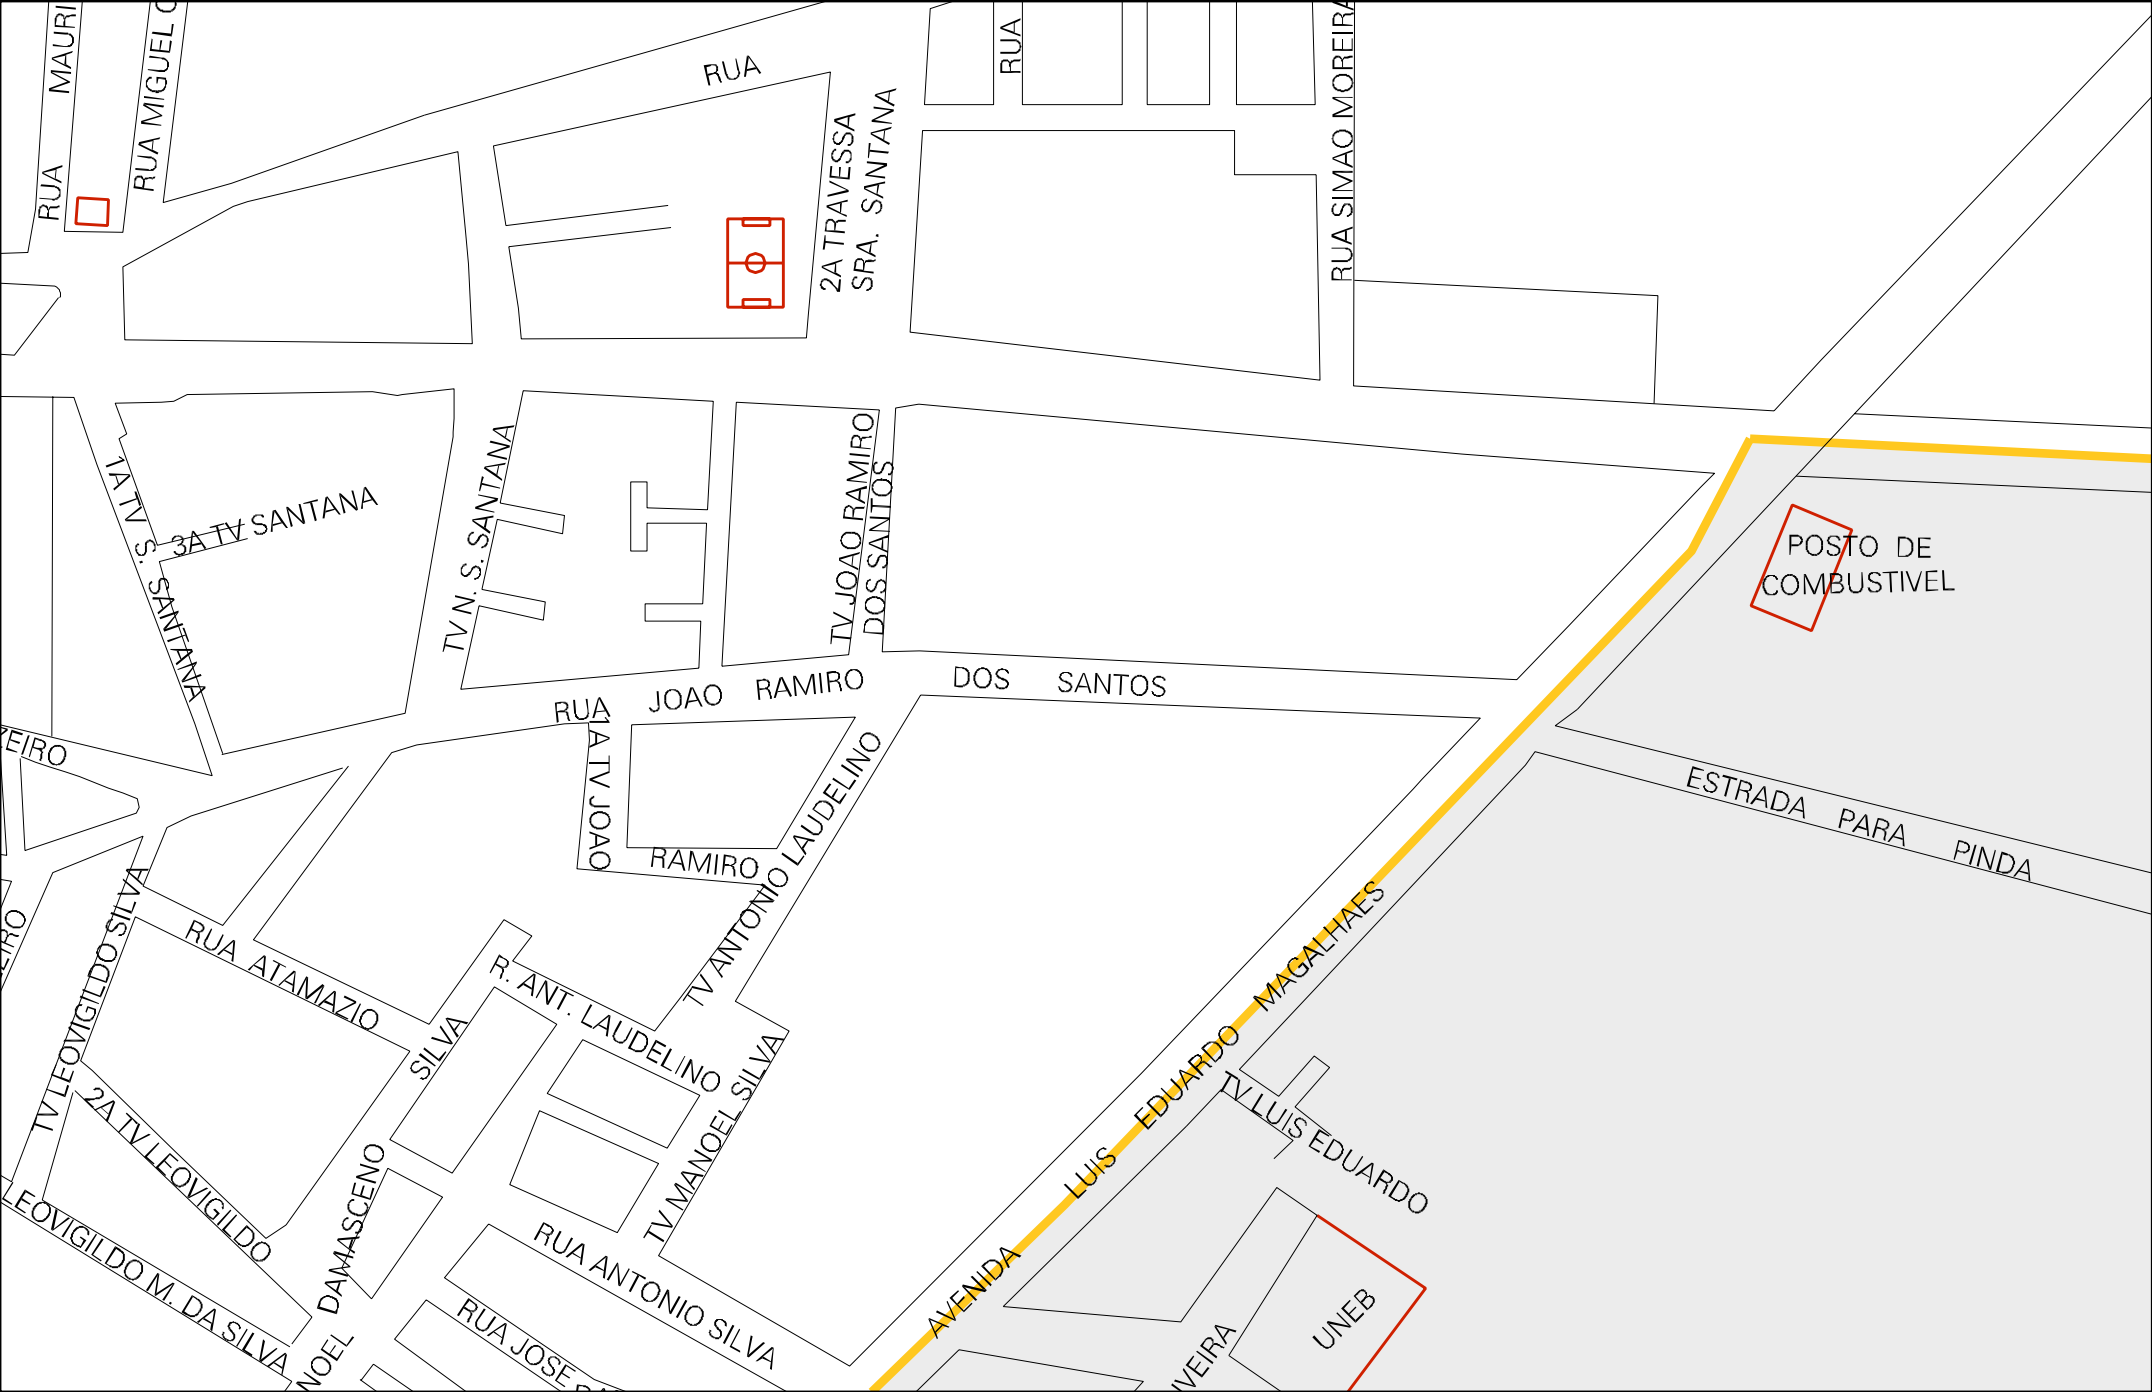 RUA MAURI
RUA MIGUEL
RUA
RUA
RUA SIMAO MOREIRA
2A TRAVESSA
SRA. SANTANA
1A TV S. SANTANA
3A TV SANTANA
TV N. S. SANTANA
TV JOAO RAMIRO
DOS SANTOS
POSTO DE
COMBUSTIVEL
RUA JOAO RAMIRO DOS SANTOS
ZEIRO
1A TV JOAO
RAMIRO
TV ANTONIO LAUDELINO
ESTRADA PARA PINDA
EIRO
TV LEOVIGILDO SILVA
RUA ATAMAZIO
SILVA
R. ANT. LAUDELINO
TV MANOEL SILVA
2A TV LEOVIGILDO
LEOVIGILDO M. DA SILVA
NOEL DAMASCENO
RUA ANTONIO SILVA
RUA JOSE
AVENIDA LUIS EDUARDO MAGALHAES
TV LUIS EDUARDO
UNEB
IVEIRA